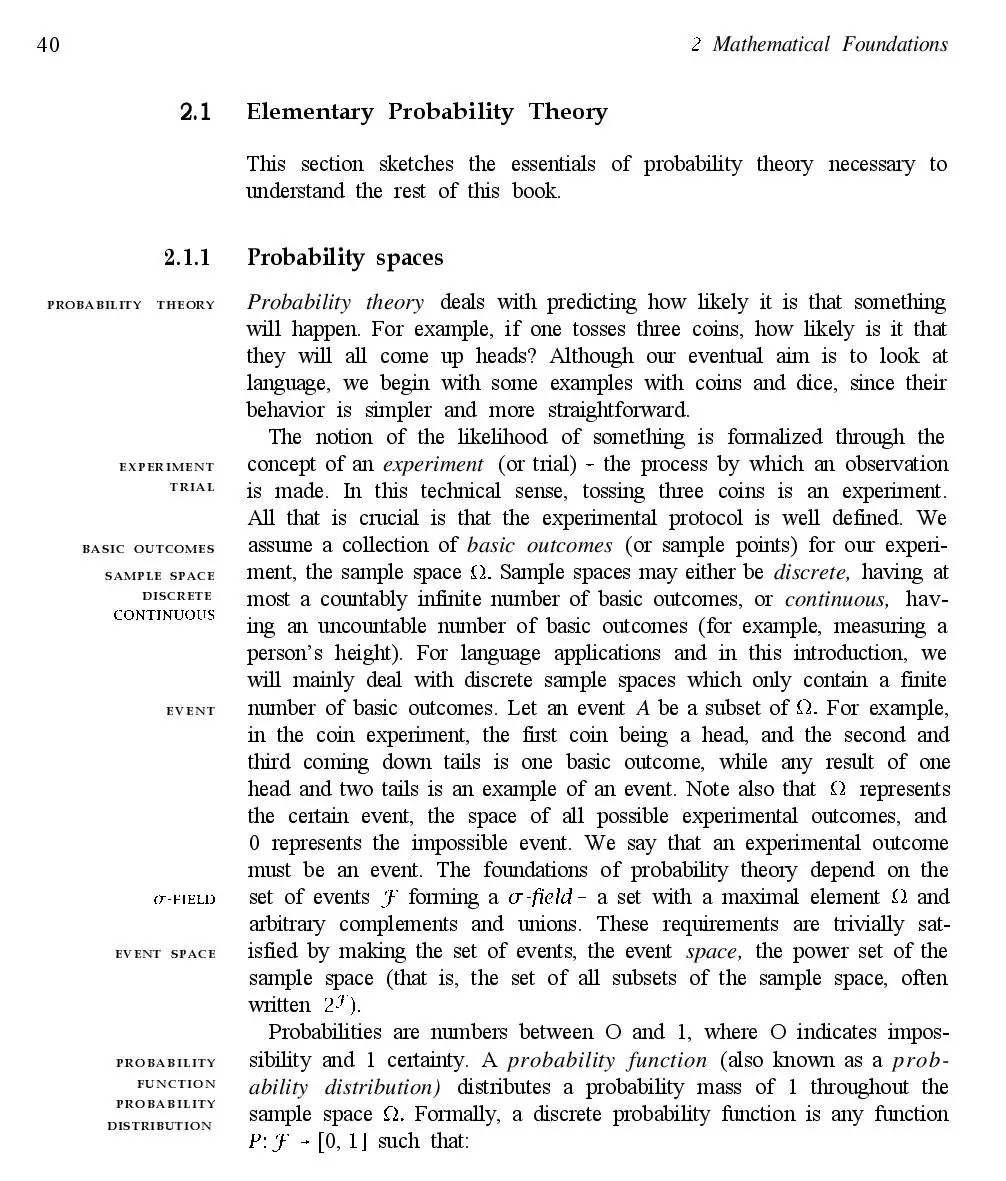 40
2 Mathematical Foundations
2.1 Elementary Probability Theory
This section sketches the essentials of probability theory necessary to
understand the rest of this book.
2.1.1 Probability spaces
PROBABILITY THEORY
Probability theory deals with predicting how likely it is that something
will happen. For example, if one tosses three coins, how likely is it that
they will all come up heads? Although our eventual aim is to look at
language, we begin with some examples with coins and dice, since their
behavior is simpler and more straightforward.
The notion of the likelihood of something is formalized through the
EXPERIMENT
concept of an experiment (or trial) - the process by which an observation
TRIAL
is made. In this technical sense, tossing three coins is an experiment.
All that is crucial is that the experimental protocol is well defined. We
BASIC OUTCOMES
assume a collection of basic outcomes (or sample points) for our experi-
SAMPLE SPACE
ment, the sample space Ω. Sample spaces may either be discrete, having at
DISCRETE
most a countably infinite number of basic outcomes, or continuous, hav-
CONTINUOUS
ing an uncountable number of basic outcomes (for example, measuring a
person's height). For language applications and in this introduction, we
will mainly deal with discrete sample spaces which only contain a finite
EVENT
number of basic outcomes. Let an event A be a subset of Ω. For example,
in the coin experiment, the first coin being a head, and the second and
third coming down tails is one basic outcome, while any result of one
head and two tails is an example of an event. Note also that Ω represents
the certain event, the space of all possible experimental outcomes, and
0 represents the impossible event. We say that an experimental outcome
must be an event. The foundations of probability theory depend on the
σ-FIELD
set of events ℱ forming a σ-field - a set with a maximal element Ω and
arbitrary complements and unions. These requirements are trivially sat-
EVENT SPACE
isfied by making the set of events, the event space, the power set of the
sample space (that is, the set of all subsets of the sample space, often
written 2^ℱ).
Probabilities are numbers between O and 1, where O indicates impos-
PROBABILITY
FUNCTION
sibility and 1 certainty. A probability function (also known as a prob-
PROBABILITY
DISTRIBUTION
ability distribution) distributes a probability mass of 1 throughout the
sample space Ω. Formally, a discrete probability function is any function
P: ℱ → [0, 1] such that: